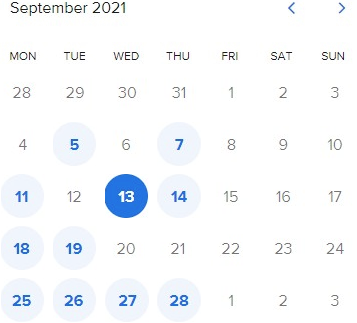 September 2021
MON TUE WED THU FRI SAT SUN
28 29 30 31 1 2 3
4 5 6 7 8 9 10
11 12 13 14 15 16 17
18 19 20 21 22 23 24
25 26 27 28 1 2 3